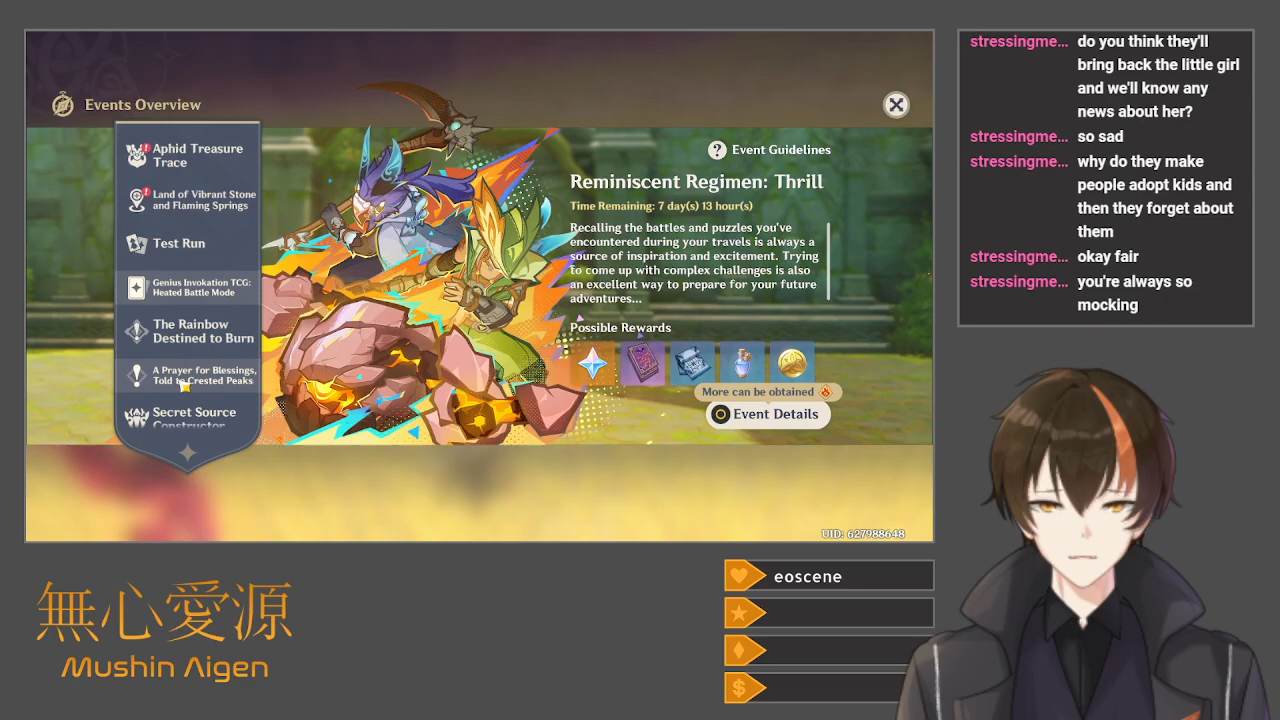 Events Overview
Aphid Treasure
Trace
Land of Vibrant Stone
and Flaming Springs
Test Run
Genius Invokation TCG:
Heated Battle Mode
The Rainbow
Destined to Burn
A Prayer for Blessings,
Told to Crested Peaks
Secret Source
Constructor
Event Guidelines
Reminiscent Regimen: Thrill
Time Remaining: 7 day(s) 13 hour(s)
Recalling the battles and puzzles you've
encountered during your travels is always a
source of inspiration and excitement. Trying
to come up with complex challenges is also
an excellent way to prepare for your future
adventures...
Possible Rewards
More can be obtained
Event Details
UID: 627988648
stressingme... do you think they'll
bring back the little girl
and we'll know any
news about her?
stressingme... so sad
stressingme... why do they make
people adopt kids and
then they forget about
them
stressingme... okay fair
stressingme... you're always so
mocking
無心愛源
Mushin Aigen
eoscene